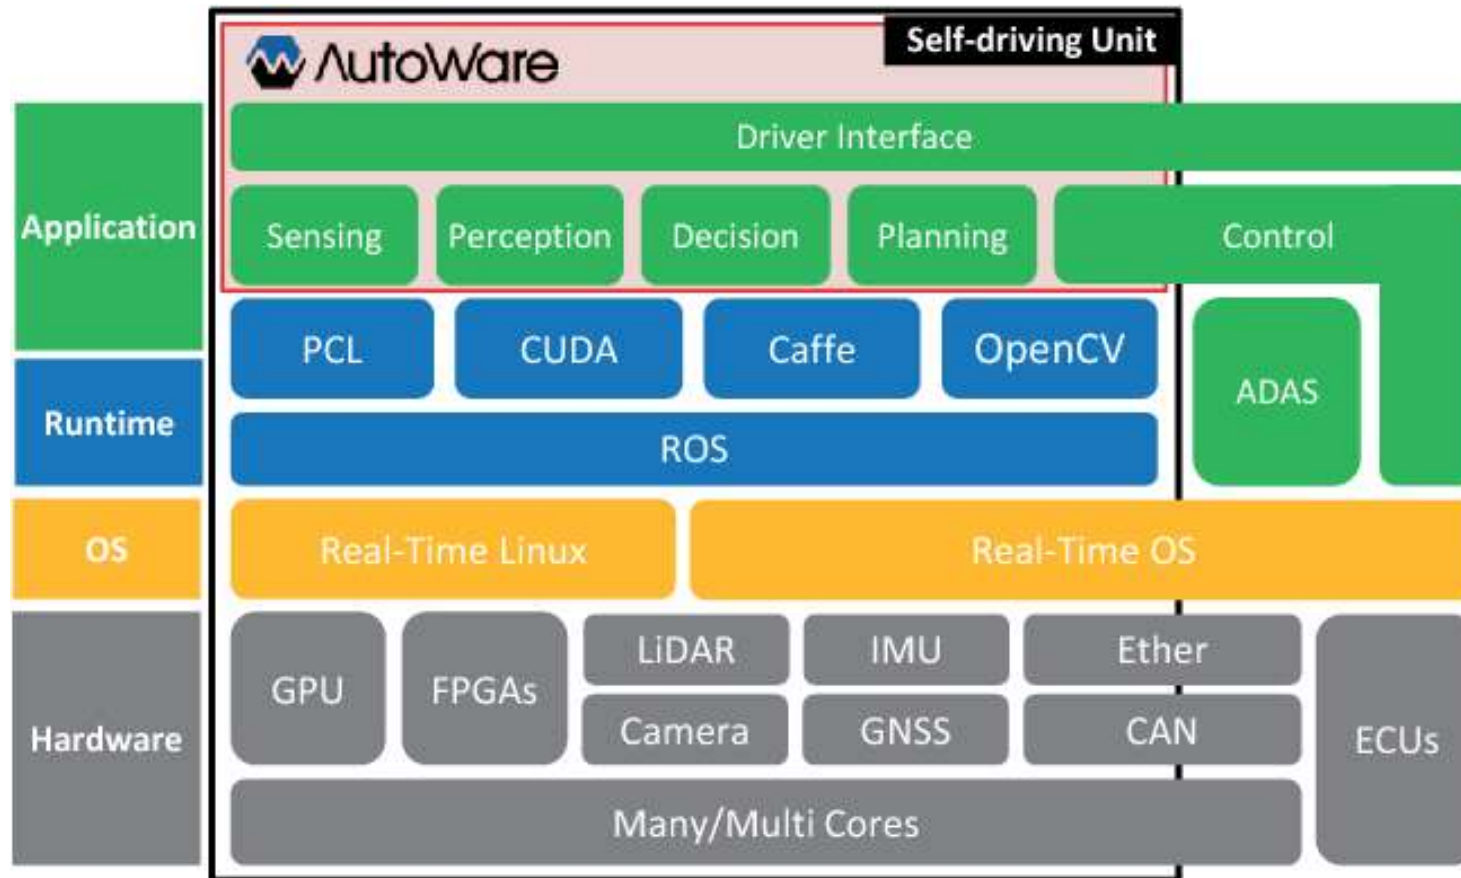 Self-driving Unit
AutoWare
Driver Interface
Application
Sensing
Perception
Decision
Planning
Control
PCL
CUDA
Caffe
OpenCV
ADAS
Runtime
ROS
OS
Real-Time Linux
Real-Time OS
Hardware
GPU
FPGAs
LiDAR
IMU
Ether
Camera
GNSS
CAN
ECUs
Many/Multi Cores